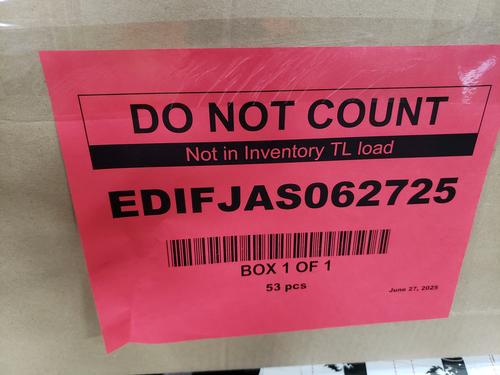 DO NOT COUNT
Not in Inventory TL load
EDIFJAS062725
BOX 1 OF 1
53 pcs
June 27, 2025